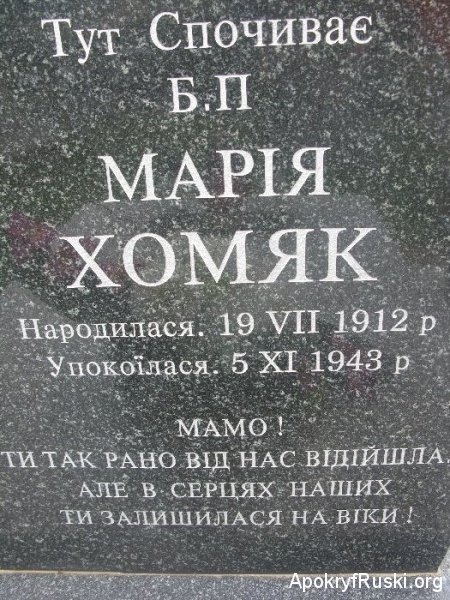 Тут Спочиває
Б.П
МАРІЯ
ХОМЯК
Народилася. 19 VII 1912 р
Упокоїлася. 5 XI 1943 р
МАМО !
ТИ ТАК РАНО ВІД НАС ВІДІЙШЛА.
АЛЕ В СЕРЦЯХ НАШИХ
ТИ ЗАЛИШИЛАСЯ НА ВІКИ !
ApokryfRuski.org